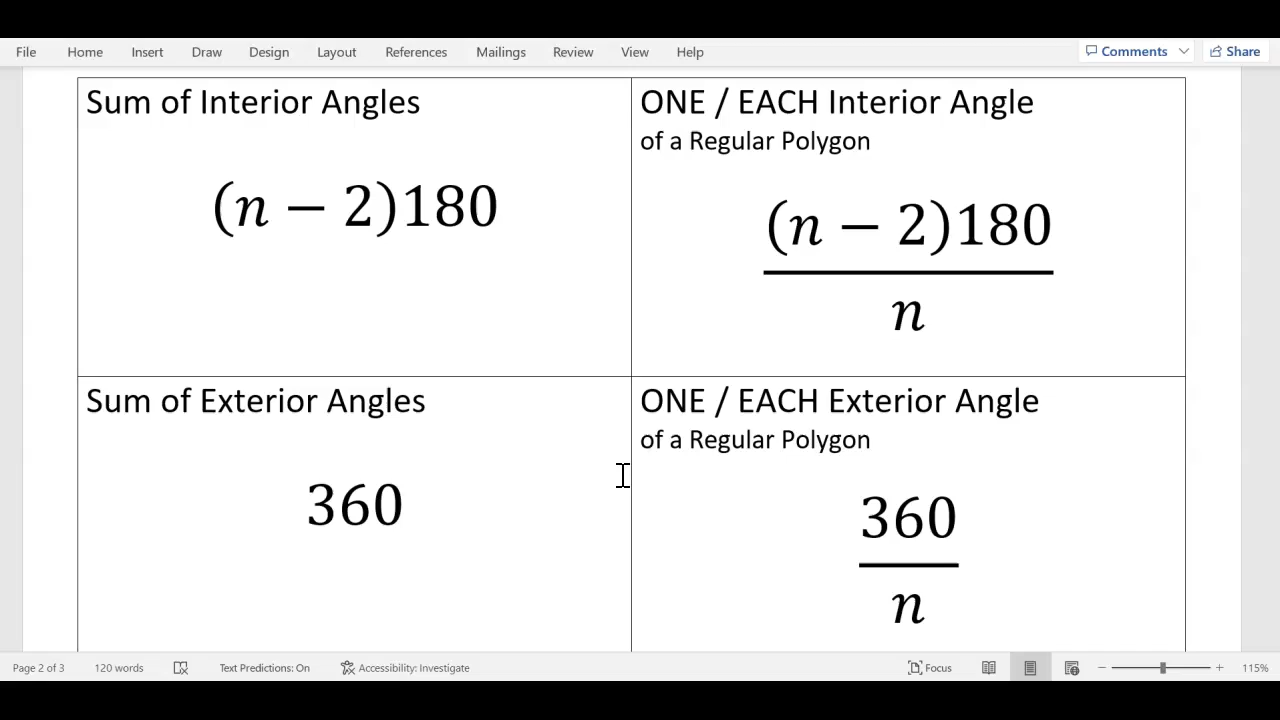 File Home Insert Draw Design Layout References Mailings Review View Help Comments Share
Sum of Interior Angles
(n − 2)180
ONE / EACH Interior Angle
of a Regular Polygon
(n − 2)180
n
Sum of Exterior Angles
360
ONE / EACH Exterior Angle
of a Regular Polygon
360
n
Page 2 of 3 120 words Text Predictions: On Accessibility: Investigate Focus 115%